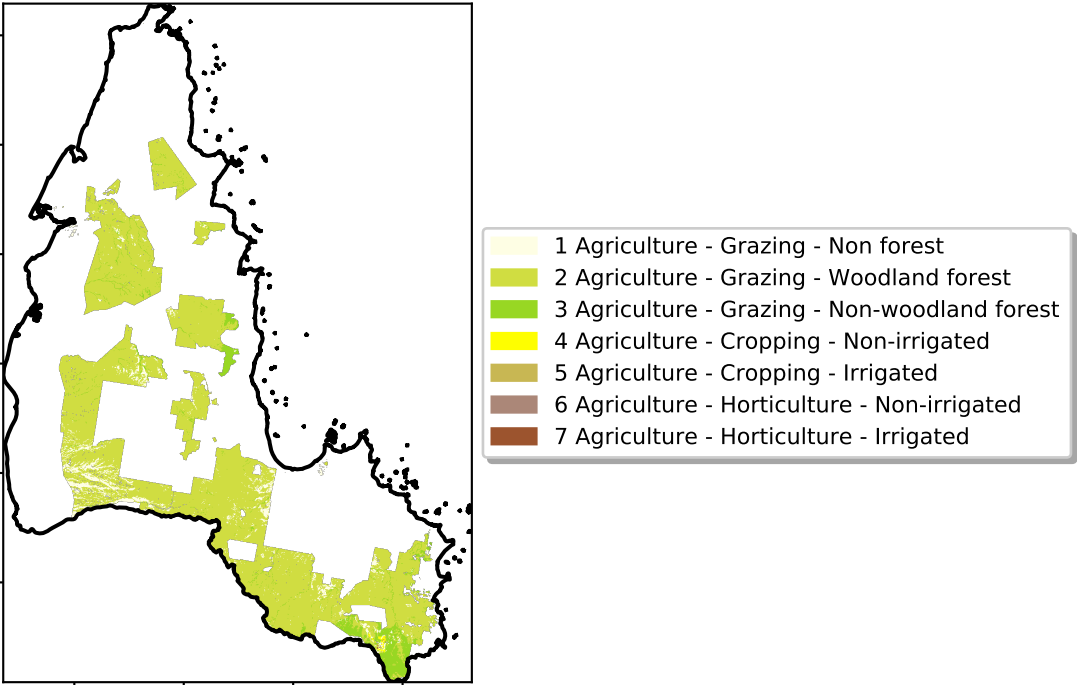 1 Agriculture - Grazing - Non forest
2 Agriculture - Grazing - Woodland forest
3 Agriculture - Grazing - Non-woodland forest
4 Agriculture - Cropping - Non-irrigated
5 Agriculture - Cropping - Irrigated
6 Agriculture - Horticulture - Non-irrigated
7 Agriculture - Horticulture - Irrigated